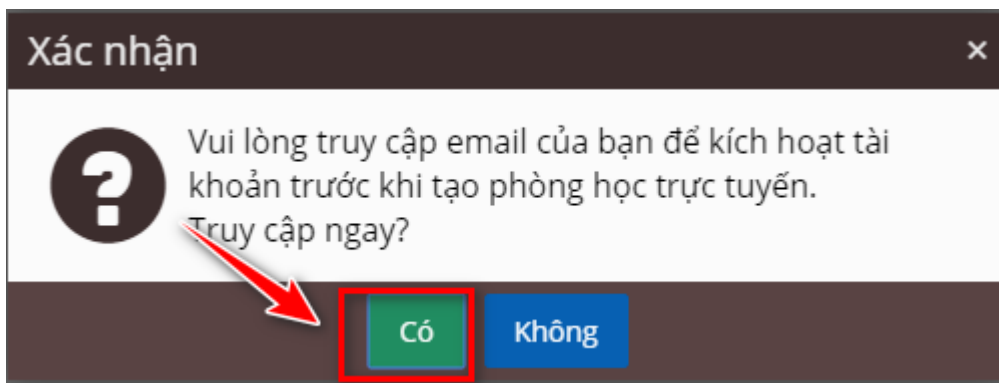 Xác nhận
Vui lòng truy cập email của bạn để kích hoạt tài
khoản trước khi tạo phòng học trực tuyến.
Truy cập ngay?
Có
Không